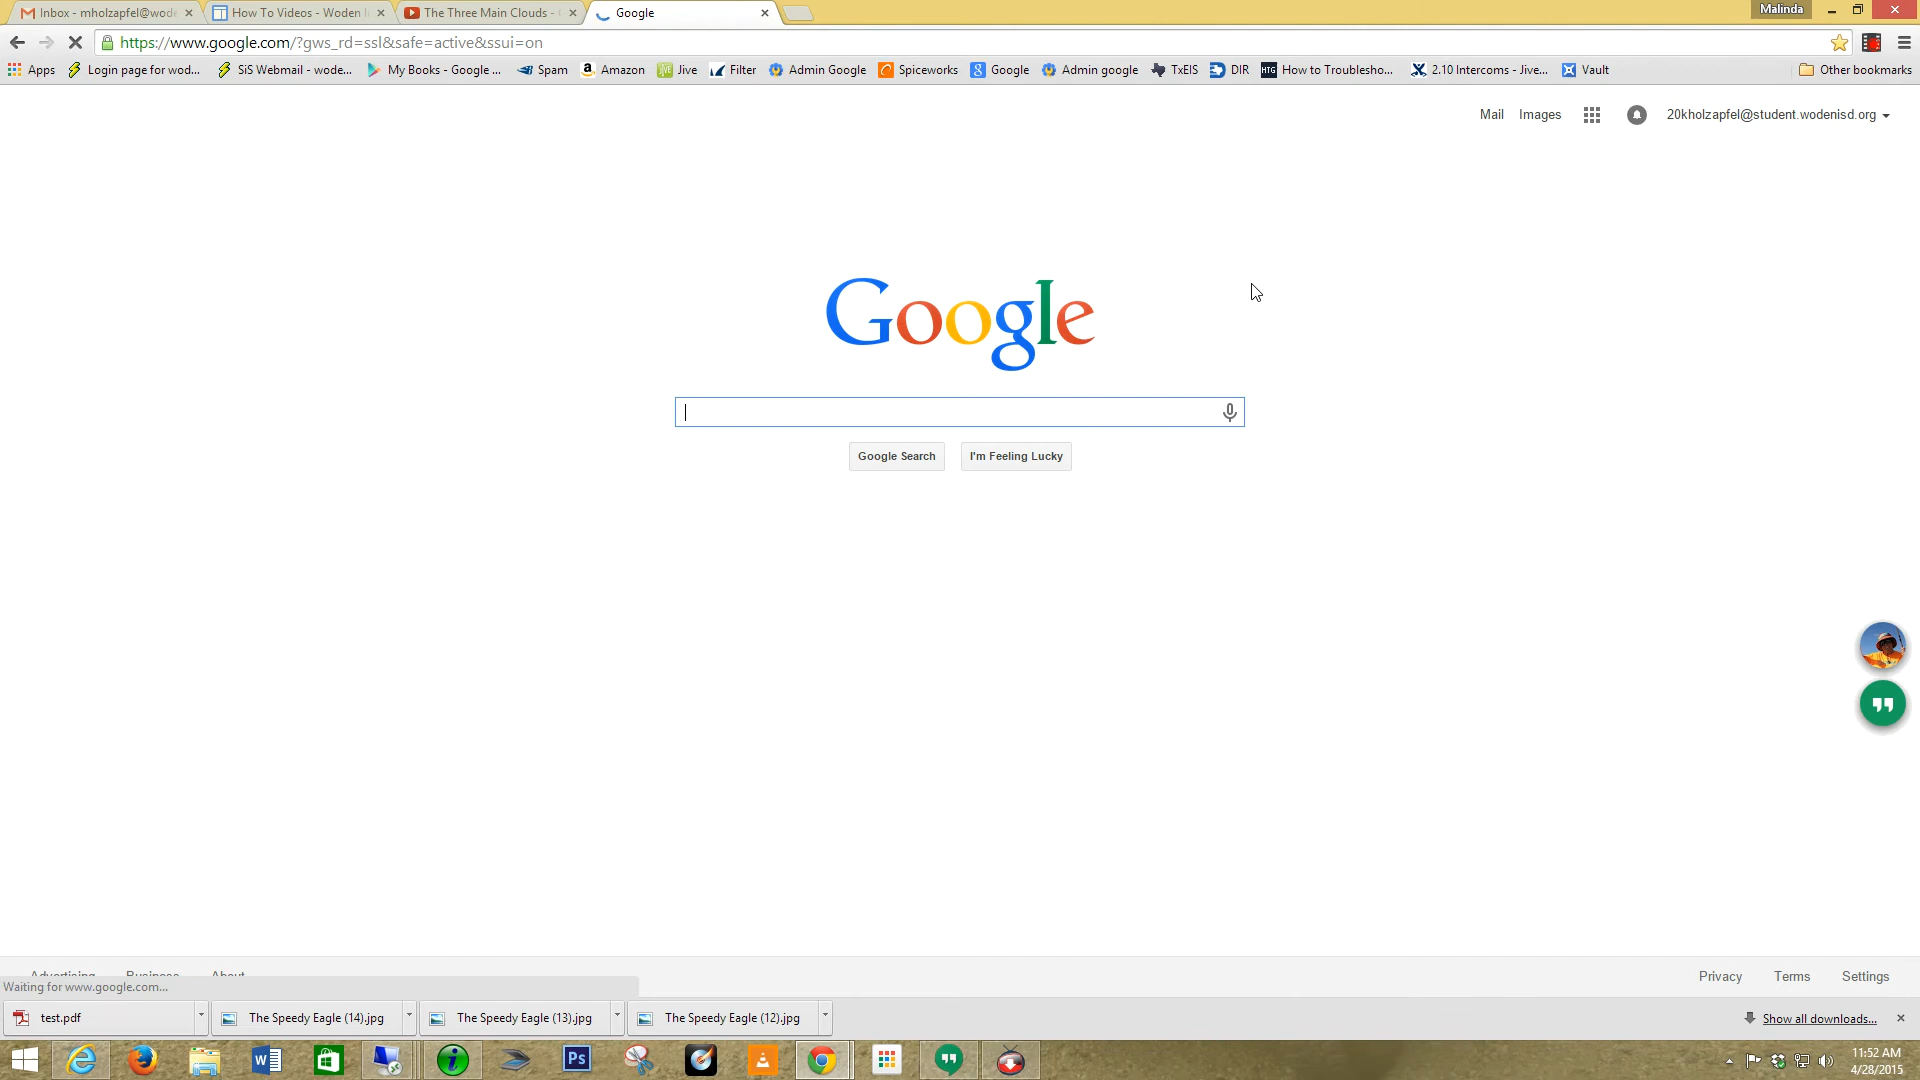 Inbox - mholzapfel@wode
How To Videos - Woden I
The Three Main Clouds -
Google
Malinda
https://www.google.com/?gws_rd=ssl&safe=active&ssui=on
Apps
Login page for wod...
SiS Webmail - wode...
My Books - Google ...
Spam
Amazon
Jive
Filter
Admin Google
Spiceworks
Google
Admin google
TxEIS
DIR
HTG
How to Troublesho...
2.10 Intercoms - Jive...
Vault
Other bookmarks
Mail
Images
20kholzapfel@student.wodenisd.org
Google
Google Search
I'm Feeling Lucky
Advertising
Business
About
Privacy
Terms
Settings
Waiting for www.google.com...
test.pdf
The Speedy Eagle (14).jpg
The Speedy Eagle (13).jpg
The Speedy Eagle (12).jpg
Show all downloads...
Ps
11:52 AM
4/28/2015